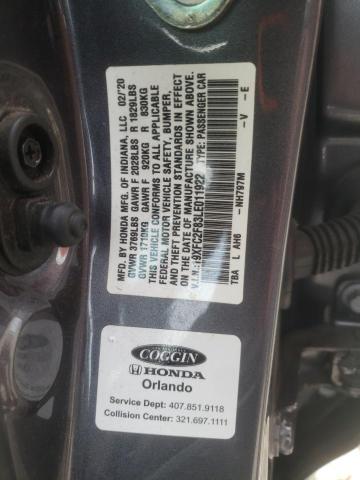 MFD. BY HONDA MFG. OF INDIANA, LLC 02/20
GVWR 3769LBS GAWR F 2028LBS R 1829LBS
GVWR 1710KG GAWR F 920KG R 830KG
THIS VEHICLE CONFORMS TO ALL APPLICABLE
FEDERAL MOTOR VEHICLE SAFETY, BUMPER,
AND THEFT PREVENTION STANDARDS IN EFFECT
ON THE DATE OF MANUFACTURE SHOWN ABOVE.
V.I.N.: 19XFC2F83LE011922 TYPE: PASSENGER CAR
NH797M -V -E
TBA L AH6
COGGIN
HONDA
Orlando
Service Dept: 407.851.9118
Collision Center: 321.697.1111